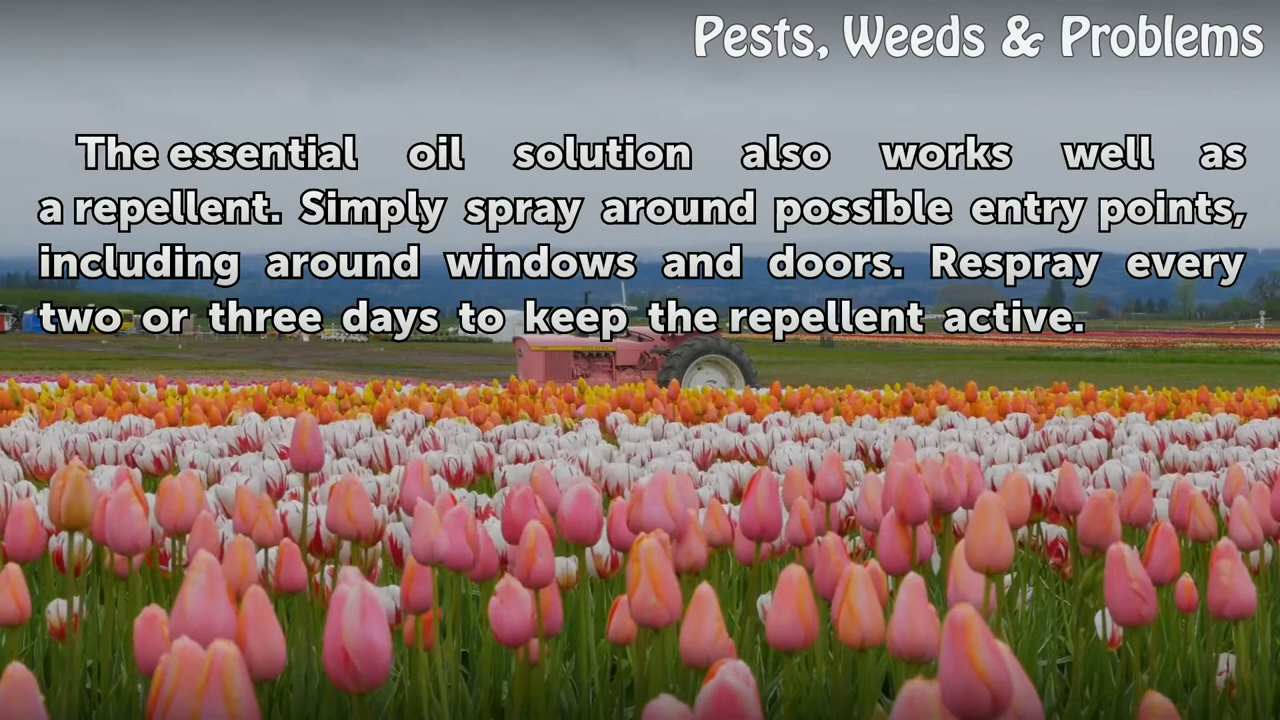 Pests, Weeds & Problems
The essential oil solution also works well as
a repellent. Simply spray around possible entry points,
including around windows and doors. Respray every
two or three days to keep the repellent active.